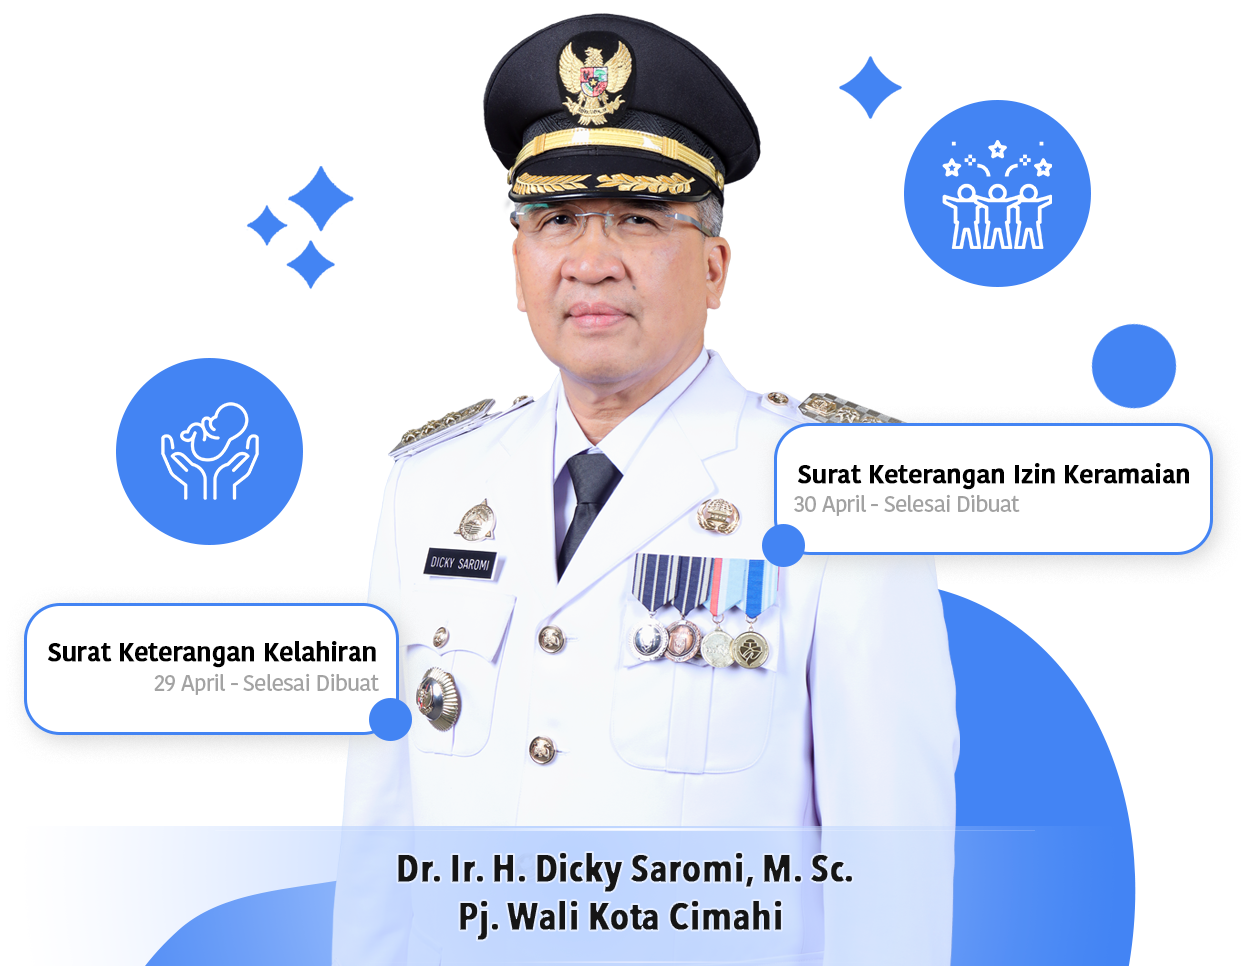 Surat Keterangan Izin Keramaian
30 April - Selesai Dibuat
DICKY SAROMI
Surat Keterangan Kelahiran
29 April - Selesai Dibuat
Dr. Ir. H. Dicky Saromi, M. Sc.
Pj. Wali Kota Cimahi